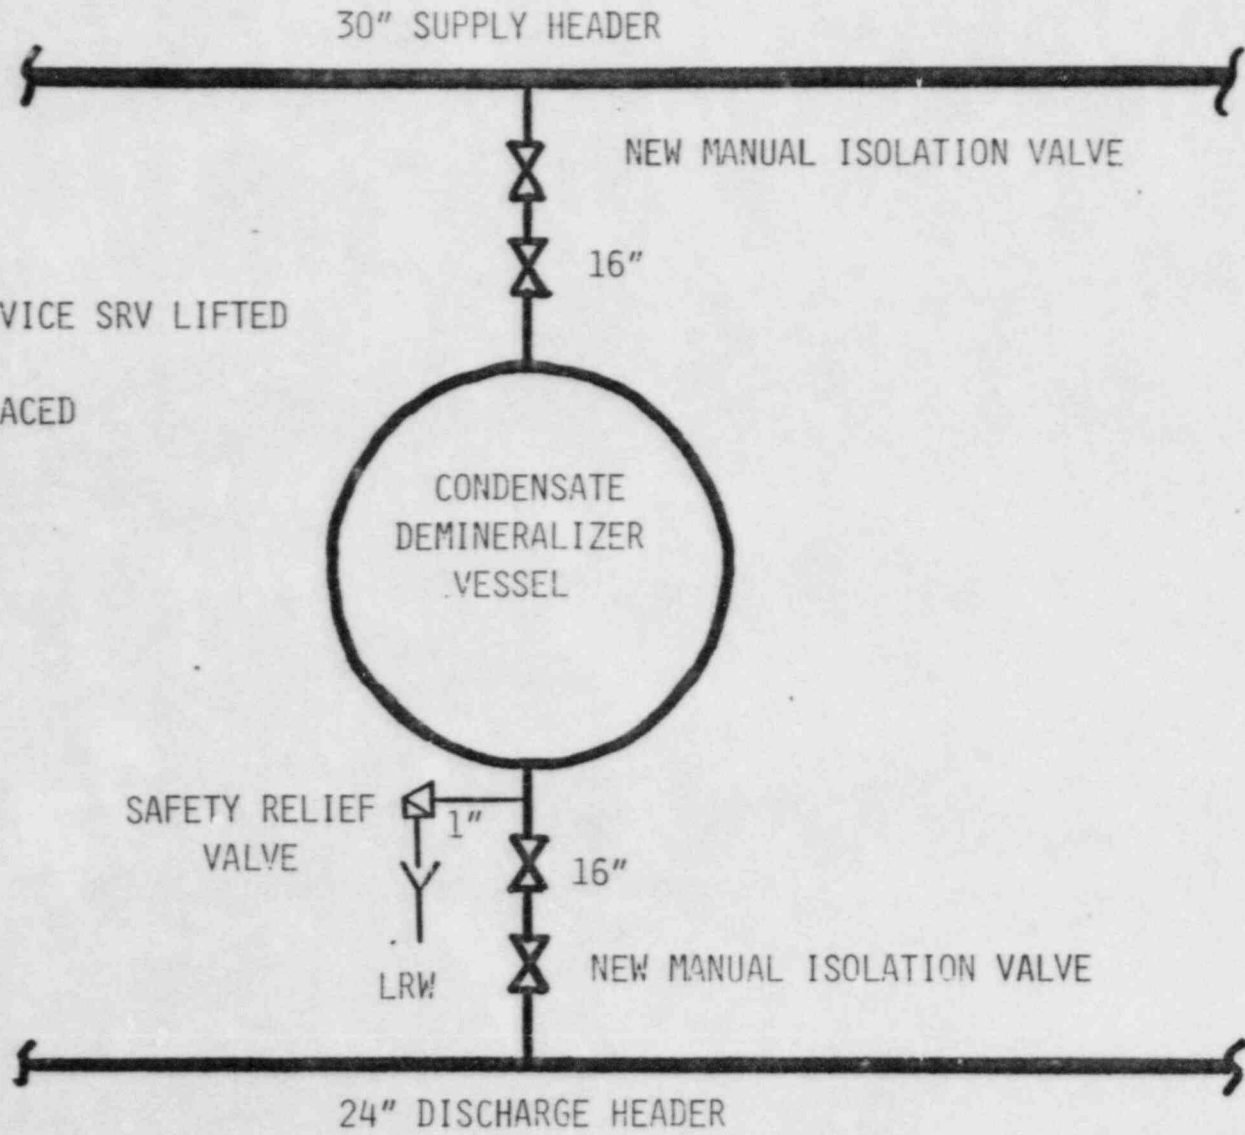 30" SUPPLY HEADER
NEW MANUAL ISOLATION VALVE
16"
VICE SRV LIFTED
ACED
CONDENSATE
DEMINERALIZER
VESSEL
SAFETY RELIEF
VALVE
1"
16"
LRW
NEW MANUAL ISOLATION VALVE
24" DISCHARGE HEADER